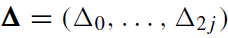 𝚫 = (Δ₀, . . . , Δ₂ⱼ)